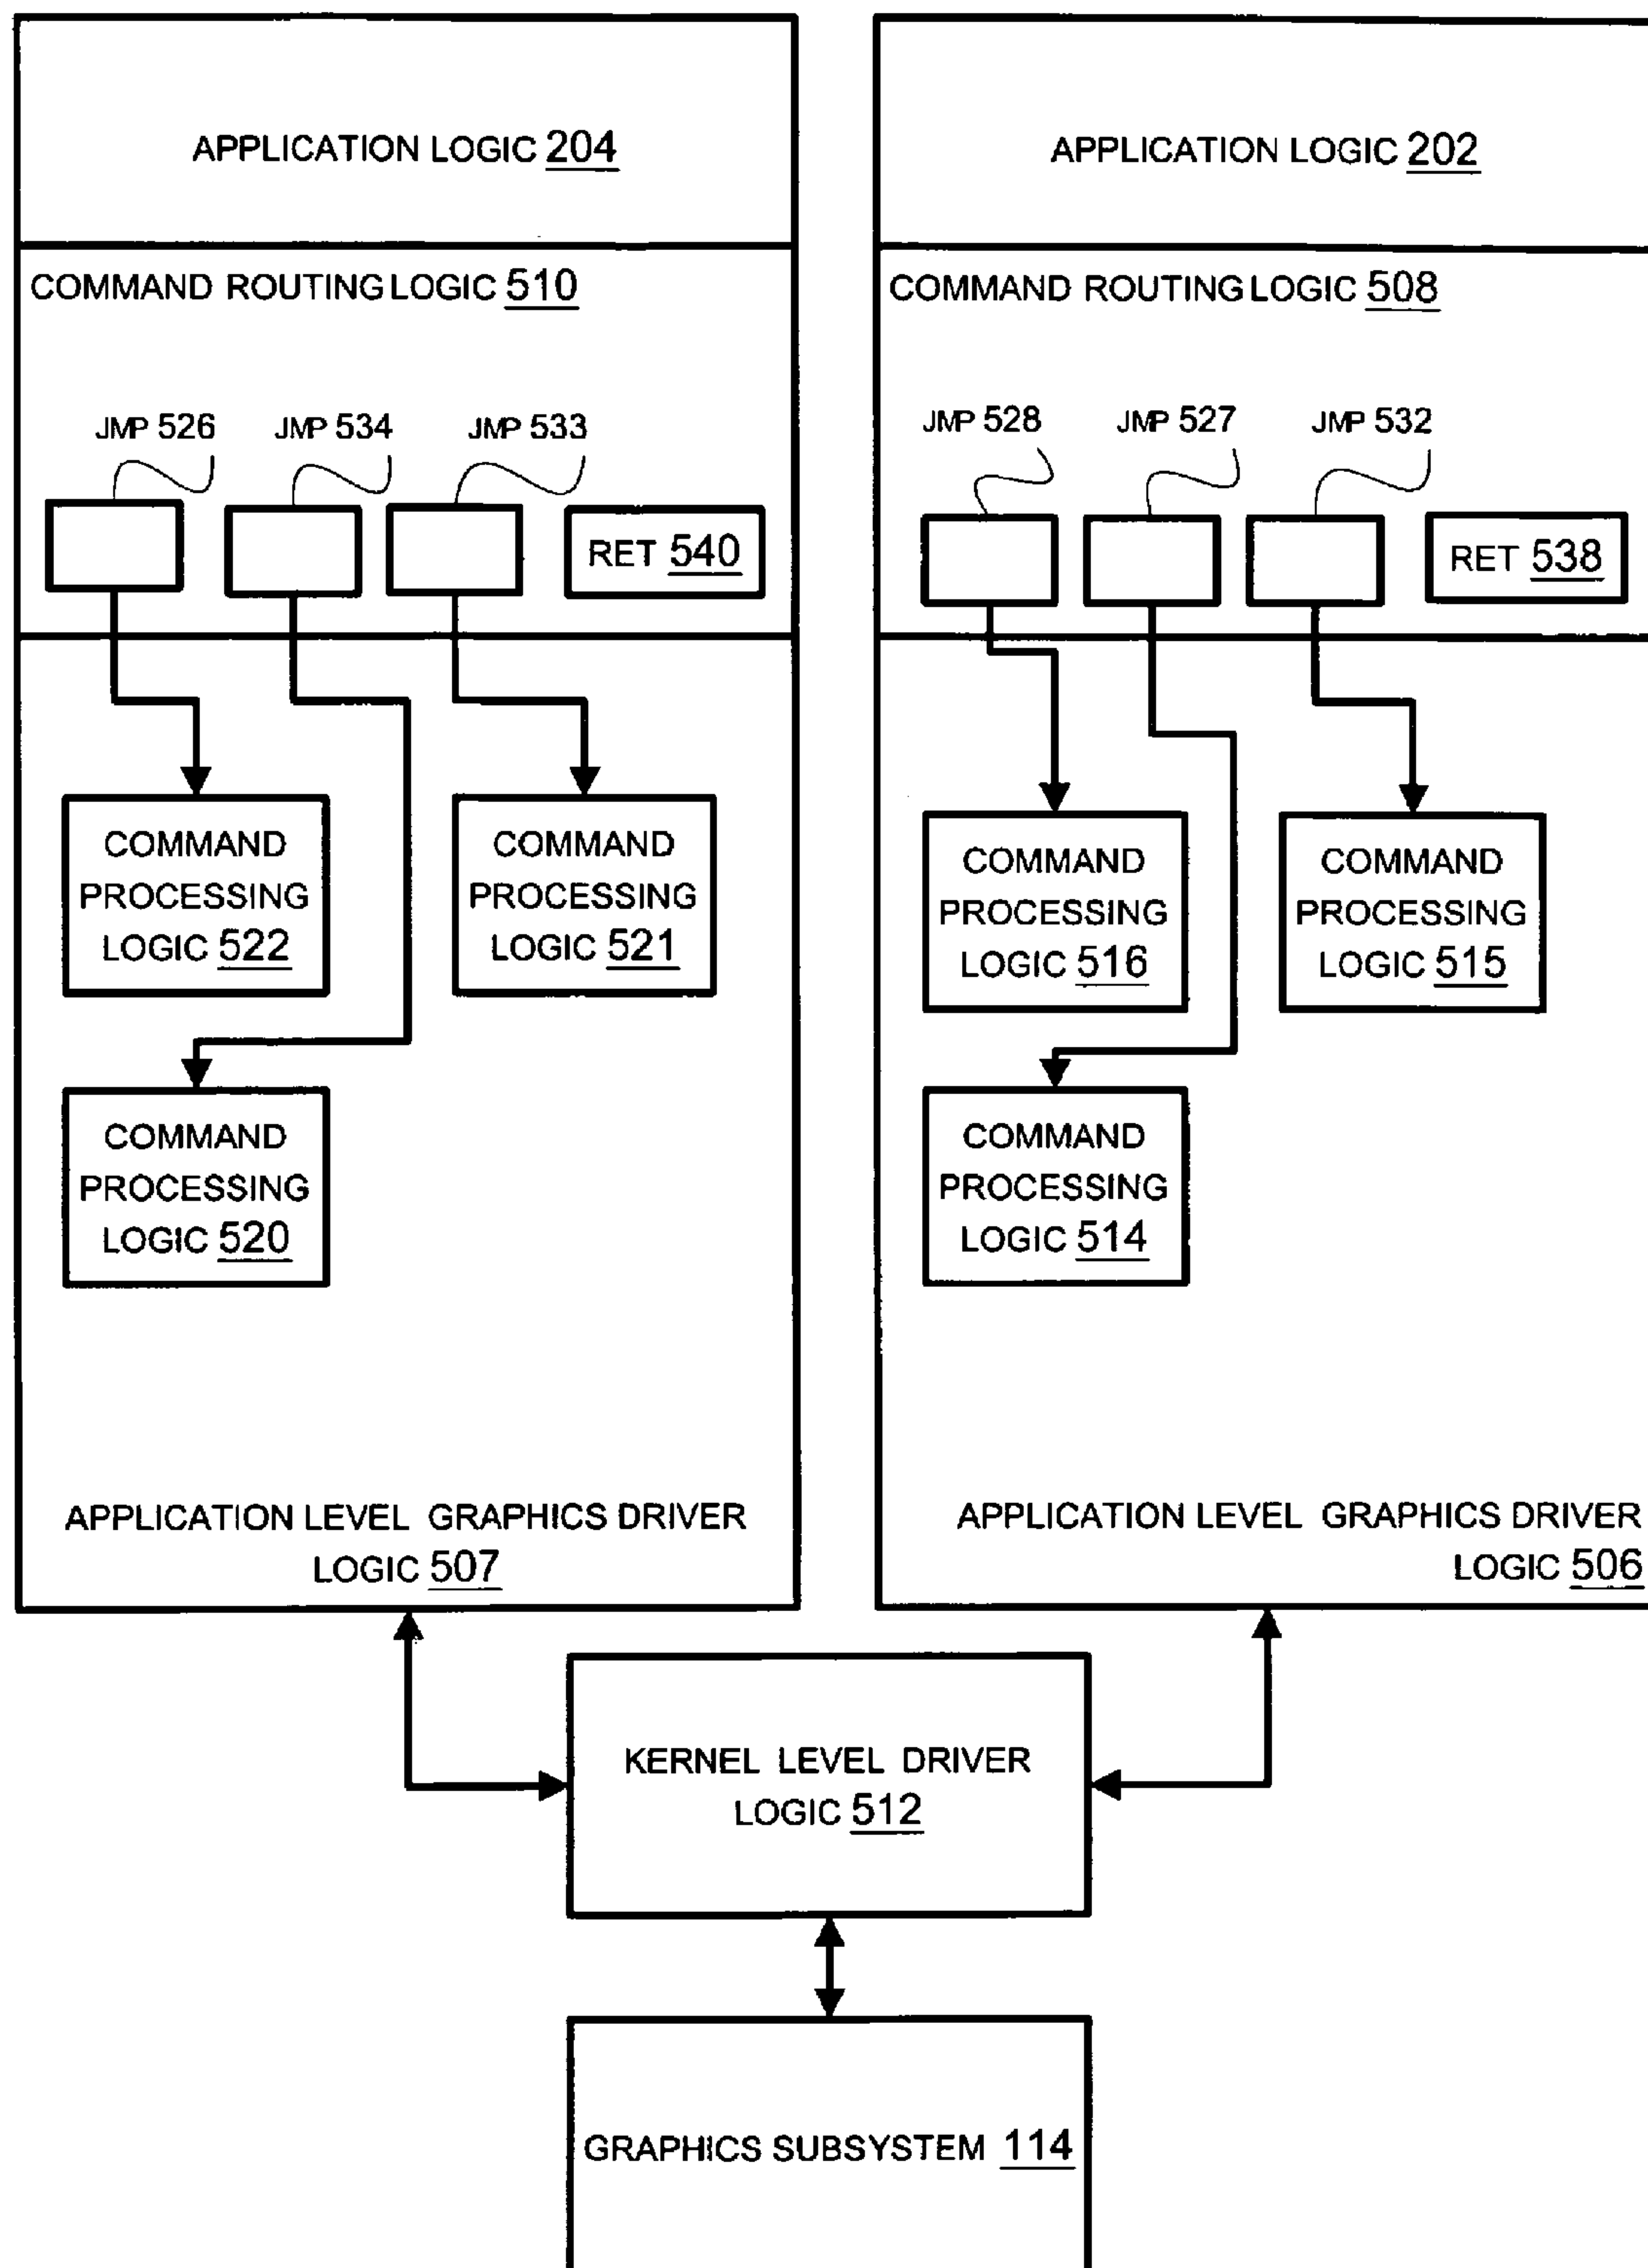 APPLICATION LOGIC 204
COMMAND ROUTING LOGIC 510
JMP 526
JMP 534
JMP 533
RET 540
COMMAND
PROCESSING
LOGIC 522
COMMAND
PROCESSING
LOGIC 521
COMMAND
PROCESSING
LOGIC 520
APPLICATION LEVEL GRAPHICS DRIVER
LOGIC 507
APPLICATION LOGIC 202
COMMAND ROUTING LOGIC 508
JMP 528
JMP 527
JMP 532
RET 538
COMMAND
PROCESSING
LOGIC 516
COMMAND
PROCESSING
LOGIC 515
COMMAND
PROCESSING
LOGIC 514
APPLICATION LEVEL GRAPHICS DRIVER
LOGIC 506
KERNEL LEVEL DRIVER
LOGIC 512
GRAPHICS SUBSYSTEM 114